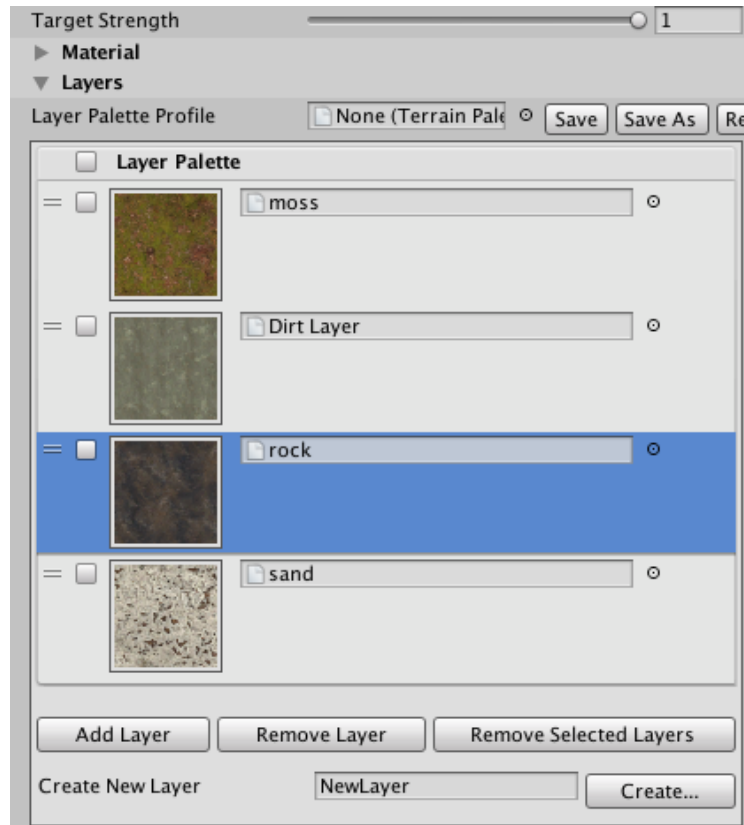 Target Strength 1
Material
Layers
Layer Palette Profile None (Terrain Pale Save Save As Re
Layer Palette
moss
Dirt Layer
rock
sand
Add Layer Remove Layer Remove Selected Layers
Create New Layer NewLayer Create...